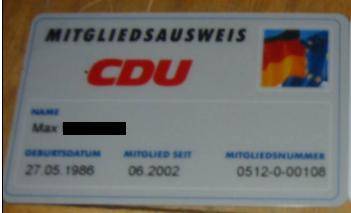 MITGLIEDSAUSWEIS
CDU
NAME
Max
GEBURTSDATUM MITGLIED SEIT MITGLIEDSNUMMER
27.05.1986 06.2002 0512-0-00108